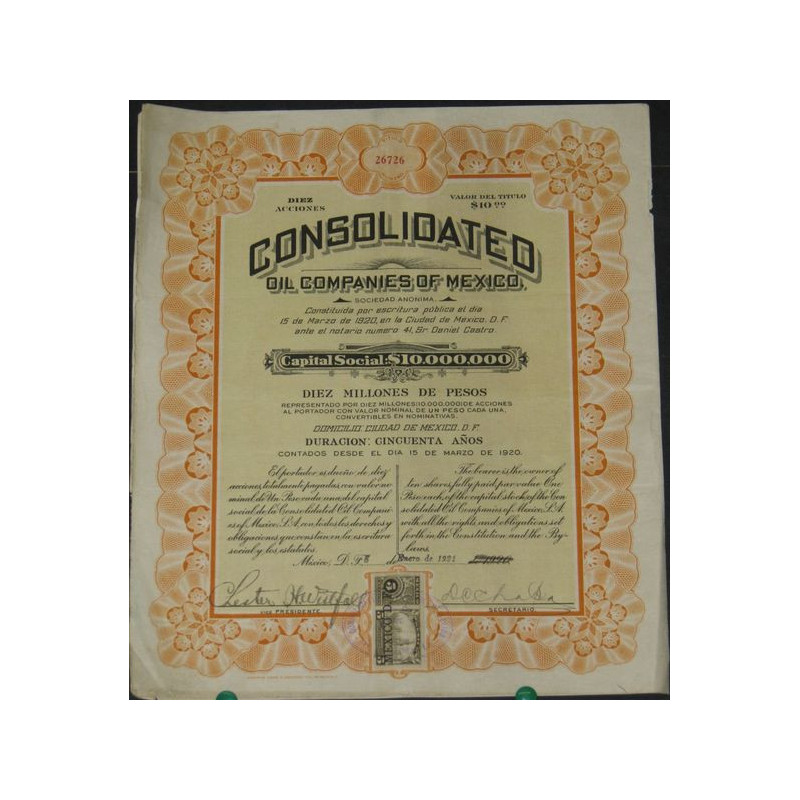 26726
DIEZ
ACCIONES
VALOR DEL TITULO
$10.00
CONSOLIDATED
OIL COMPANIES OF MEXICO,
SOCIEDAD ANONIMA.
Constituida por escritura pública el dia
15 de Marzo de 1920, en la Ciudad de Mexico, D. F.
ante el notario numero 41, Sr. Daniel Castro
Capital Social: $10.000,000
DIEZ MILLONES DE PESOS
REPRESENTADO POR DIEZ MILLONES (10.000.000) DE ACCIONES
AL PORTADOR CON VALOR NOMINAL DE UN PESO CADA UNA,
CONVERTIBLES EN NOMINATIVAS.
DOMICILIO, CIUDAD DE MEXICO, D. F.
DURACION: CINCUENTA AÑOS
CONTADOS DESDE EL DIA 15 DE MARZO DE 1920.
El portador es dueño de diez
acciones, totalmente pagadas, con valor no-
minal de Un Peso cada una, del capital
social de la Consolidated Oil Compani-
es of Mexico, S.A. con todos los derechos y
obligaciones que constan en la escritura
social y los estatutos.
The bearer is the owner of
ten shares fully paid, par value One
Peso each, of the capital stock of the Con-
solidated Oil Companies of Mexico, S.A.
with all the rights and obligations set
forth in the Constitution and the By-
laws.
Mexico, D. F. 8 de Enero de 1921
Lester
VICE PRESIDENTE
SECRETARIO.
MEXICO